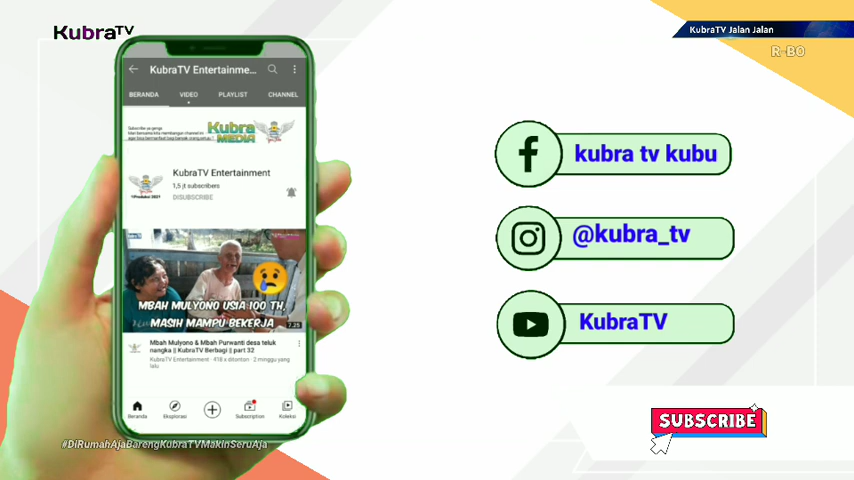 KubraTV
KubraTV Jalan Jalan
R-BO
KubraTV Entertainme...
BERANDA VIDEO PLAYLIST CHANNEL
Kubra
MEDIA
KubraTV Entertainment
1,5 jt subscribers
DISUBSCRIBE
MBAH MULYONO USIA 100 TH,
MASIH MAMPU BEKERJA
7.25
Mbah Mulyono & Mbah Purwanti desa teluk
nangka || KubraTV Berbagi || part 32
KubraTV Entertainment · 418 x ditonton · 2 minggu yang
lalu
Beranda Eksplorasi Subscription Koleksi
#DiRumahAjaBarengKubraTVMakinSeruAja
kubra tv kubu
@kubra_tv
KubraTV
SUBSCRIBE